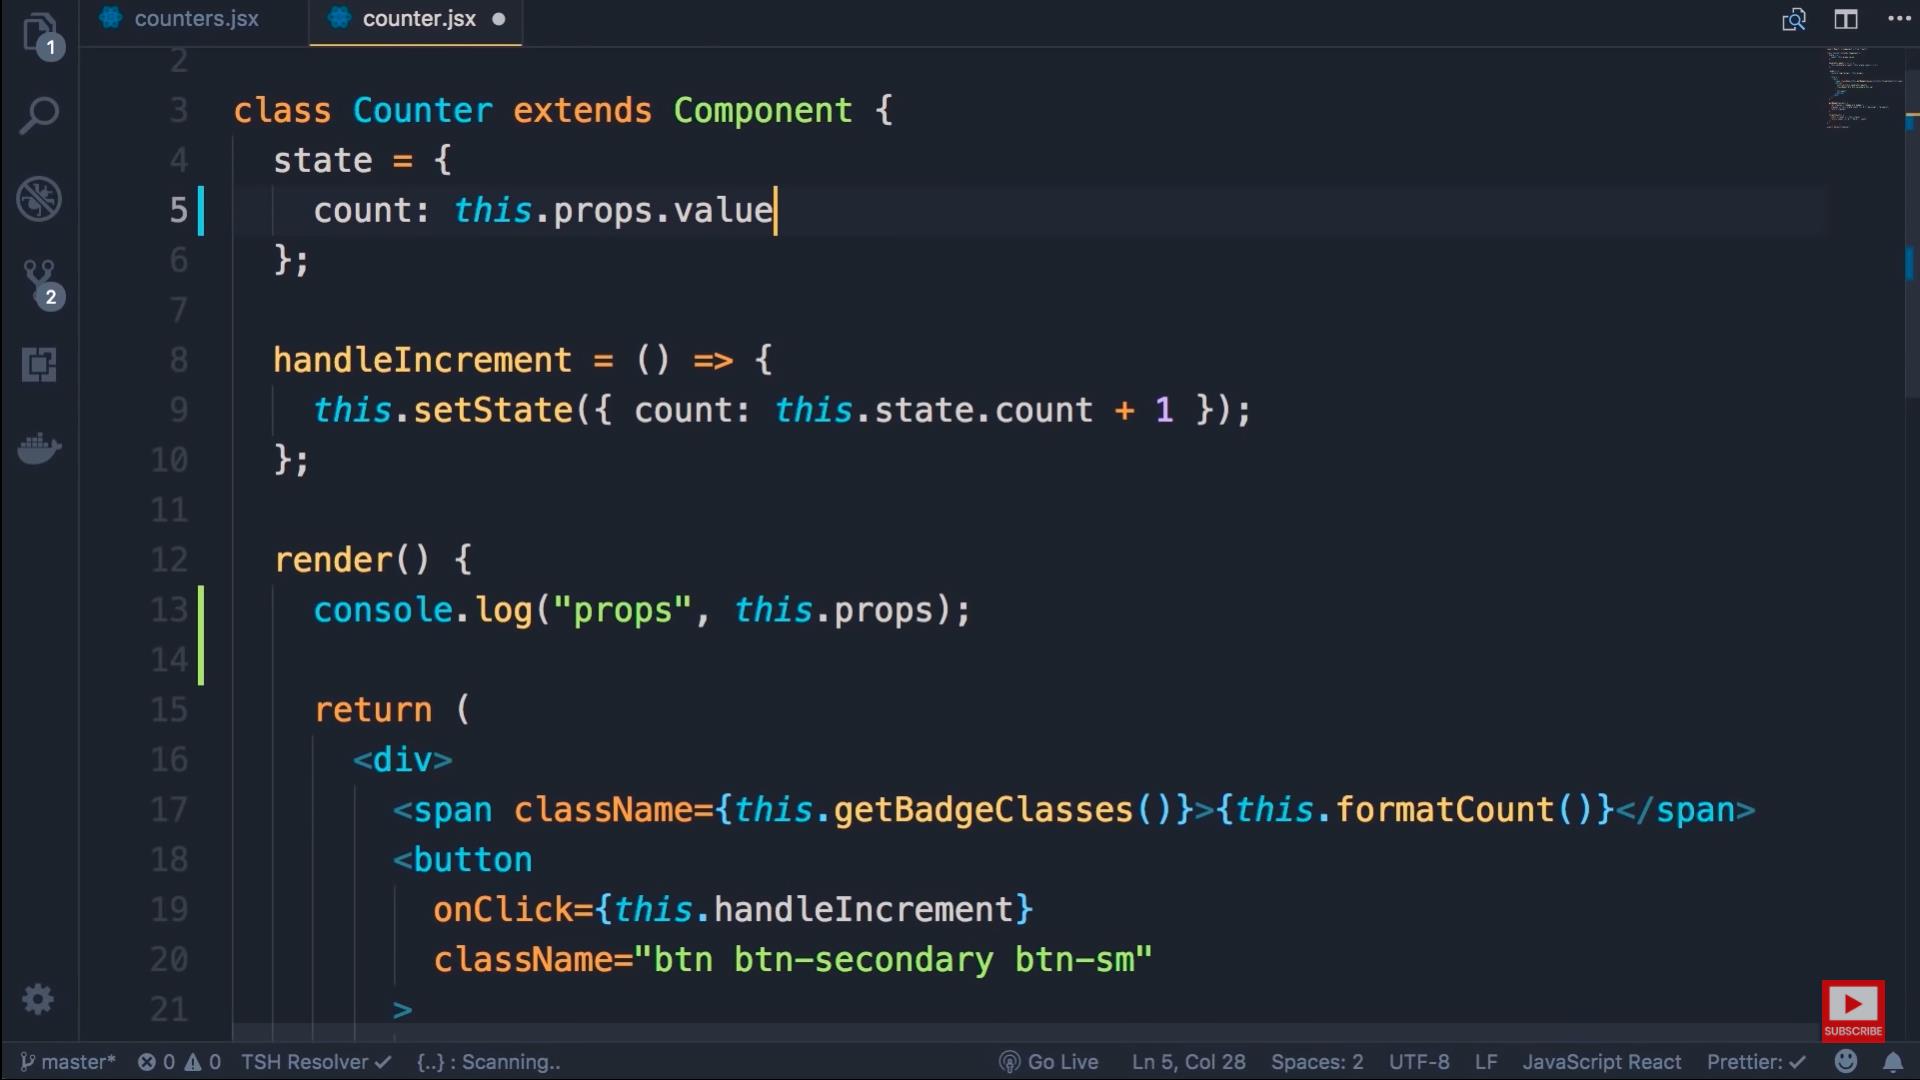 counters.jsx
counter.jsx
1
2
2
3 class Counter extends Component {
4 state = {
5 count: this.props.value
6 };
7
8 handleIncrement = () => {
9 this.setState({ count: this.state.count + 1 });
10 };
11
12 render() {
13 console.log("props", this.props);
14
15 return (
16 <div>
17 <span className={this.getBadgeClasses()}>{this.formatCount()}</span>
18 <button
19 onClick={this.handleIncrement}
20 className="btn btn-secondary btn-sm"
21 >
SUBSCRIBE
master* 0 0 TSH Resolver ✓ {..} : Scanning.. Go Live Ln 5, Col 28 Spaces: 2 UTF-8 LF JavaScript React Prettier: ✓